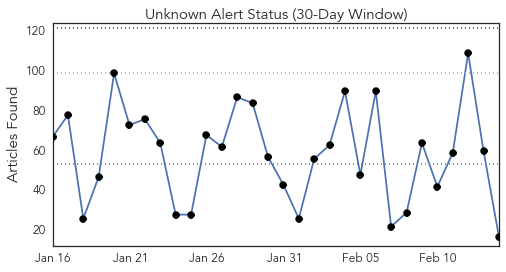 Unknown Alert Status (30-Day Window)
Articles Found
120
100
80
60
40
20
Jan 16 Jan 21 Jan 26 Jan 31 Feb 05 Feb 10